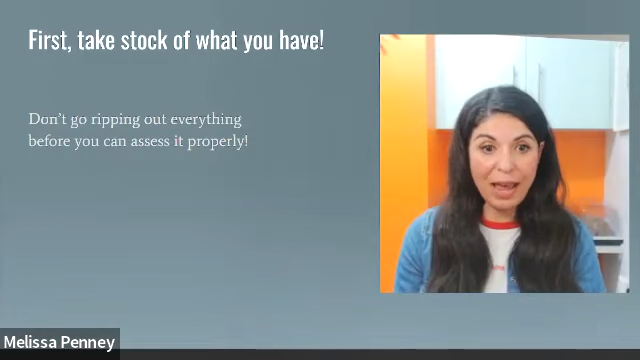 First, take stock of what you have!
Don't go ripping out everything
before you can assess it properly!
Melissa Penney